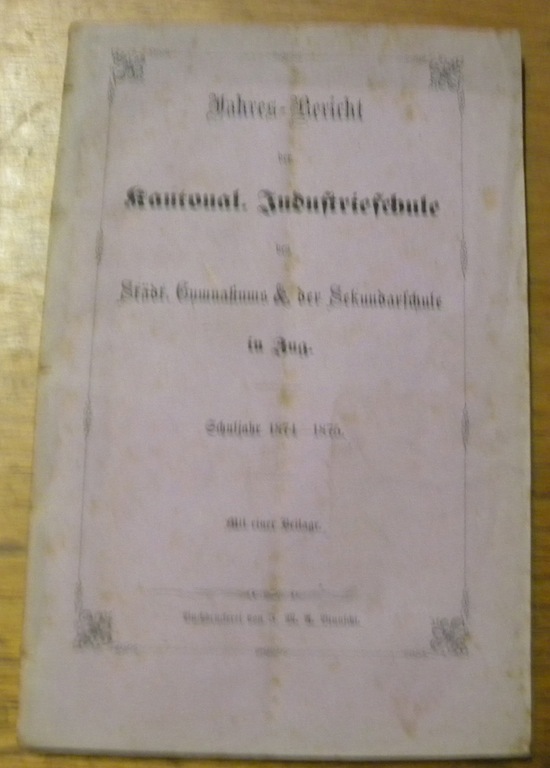 Jahres-Bericht
der
Kantonal. Industrieschule
des
Städt. Gymnasiums & der Sekundarschule
in Zug.
Schuljahr 1874 1875.
Mit einer Beilage.
Buchdruckerei von J. M. A.